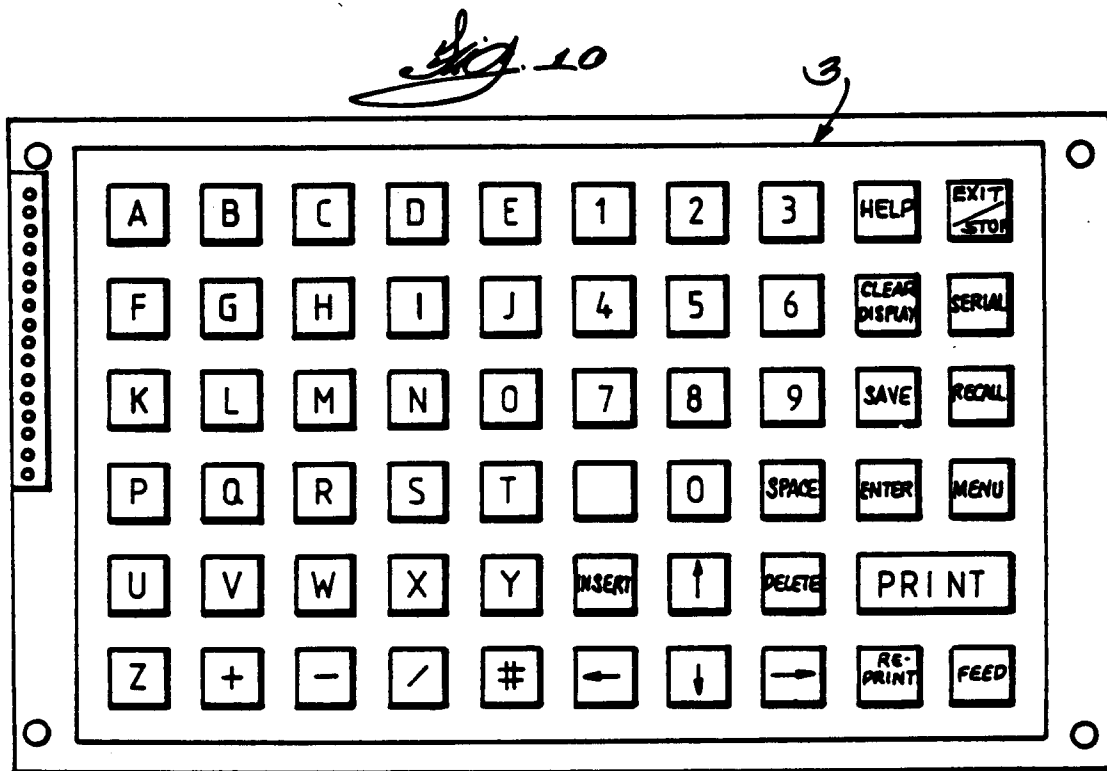 Fig. 10
3
A B C D E 1 2 3 HELP EXIT/STOP
F G H I J 4 5 6 CLEAR DISPLAY SERIAL
K L M N O 7 8 9 SAVE RECALL
P Q R S T 0 SPACE ENTER MENU
U V W X Y INSERT ↑ DELETE PRINT
Z + - / # ← ↓ → RE-PRINT FEED